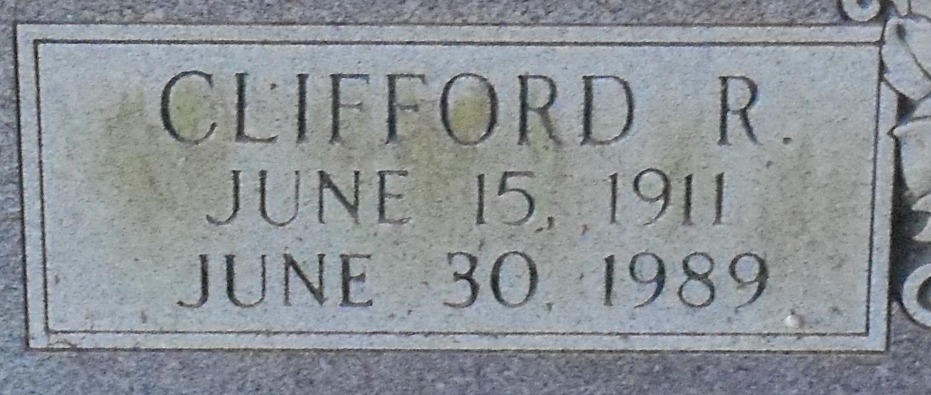 CLIFFORD R.
JUNE 15, 1911
JUNE 30, 1989